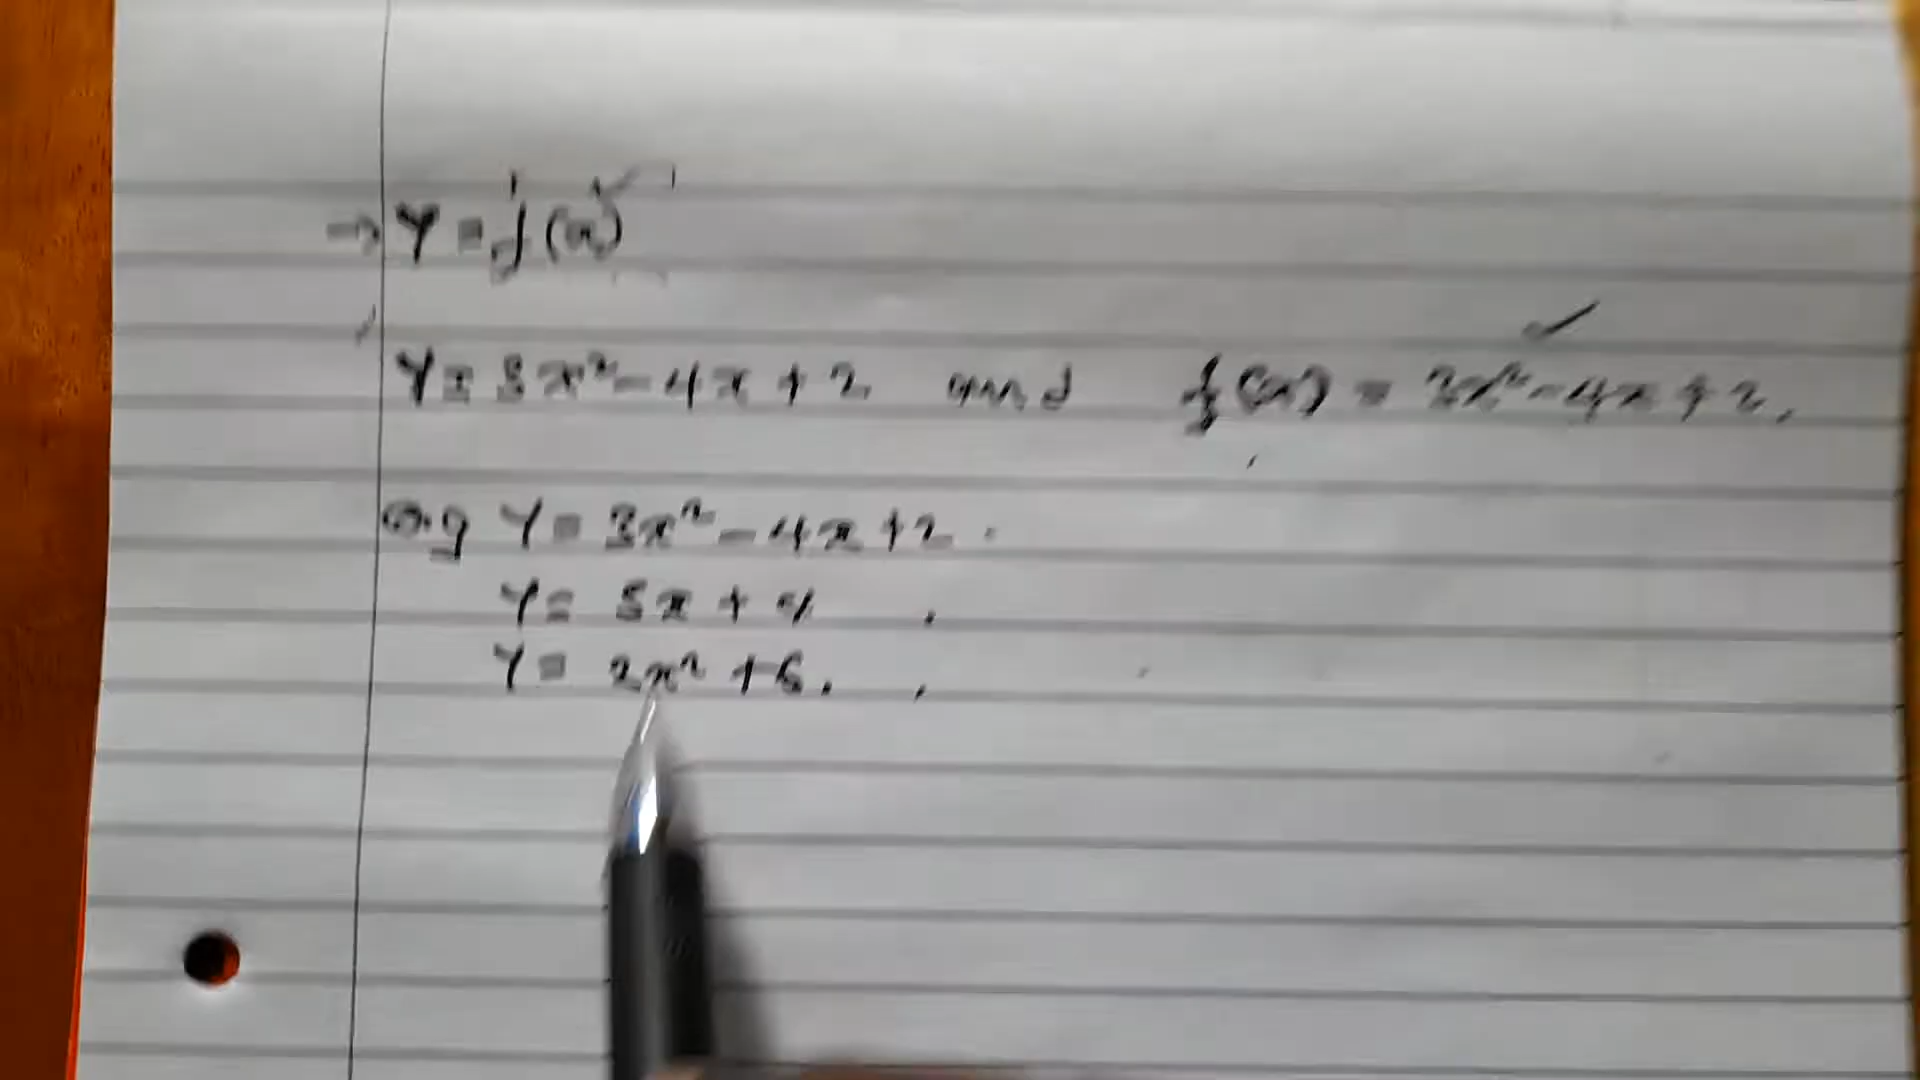 → Y = f(x)
Y = 3x² - 4x + 2 and f(x) = 3x² - 4x + 2,
e.g Y = 3x² - 4x + 2.
Y = 5x + 4
Y = 2x² + 6.